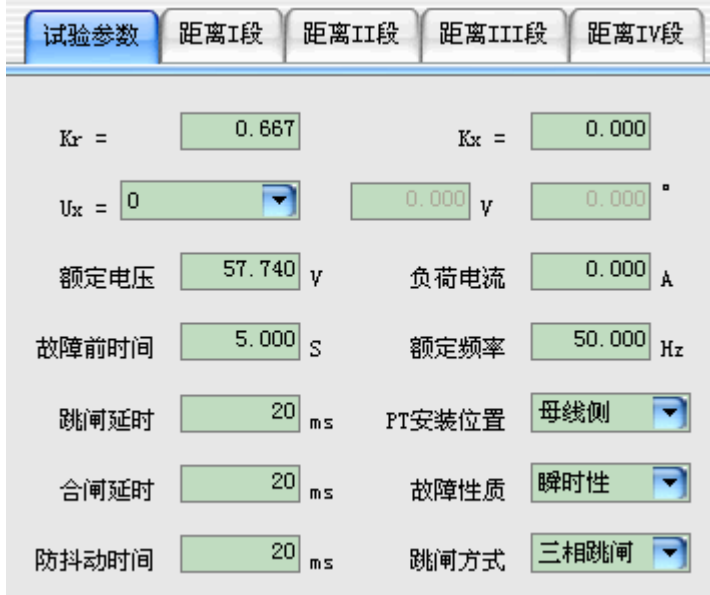 试验参数 距离I段 距离II段 距离III段 距离IV段
Kr = 0.667 Kx = 0.000
Ux = 0 0.000 V 0.000 °
额定电压 57.740 V 负荷电流 0.000 A
故障前时间 5.000 S 额定频率 50.000 Hz
跳闸延时 20 ms PT安装位置 母线侧
合闸延时 20 ms 故障性质 瞬时性
防抖动时间 20 ms 跳闸方式 三相跳闸